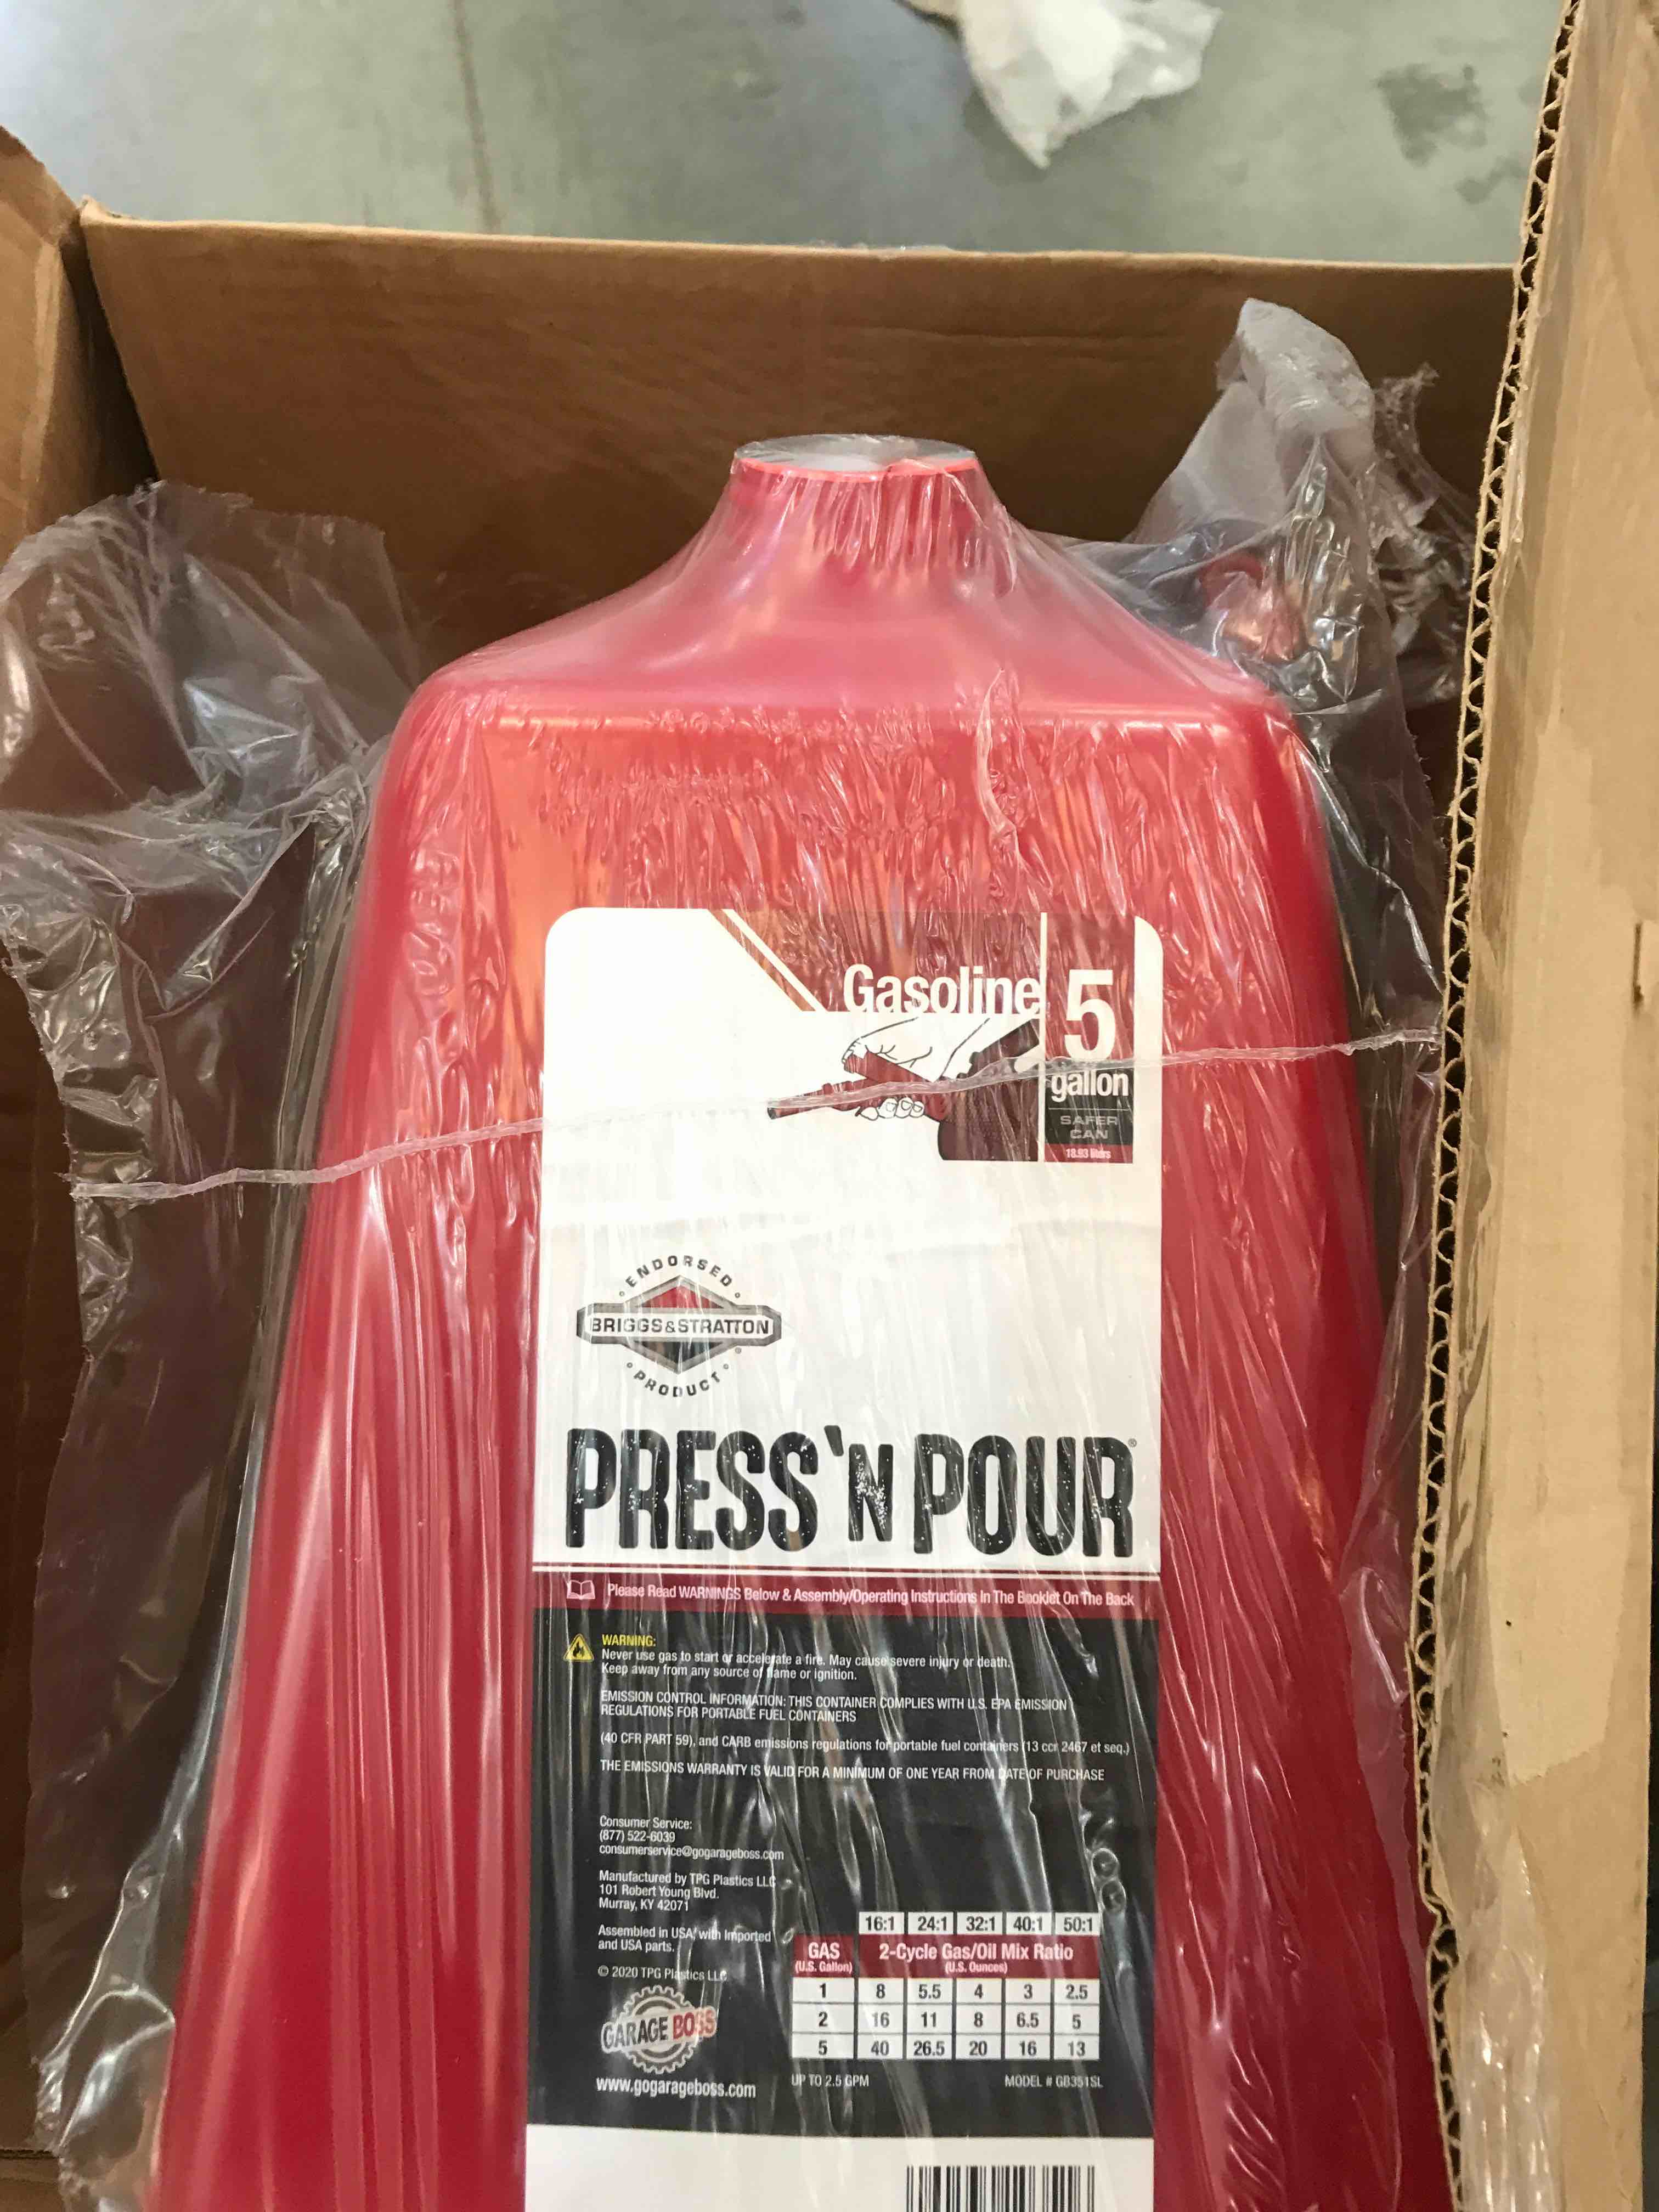 Gasoline
5
gallon
SAFER
CAN
18.93 liters
ENDORSED
BRIGGS&STRATTON
PRODUCT
PRESS'N POUR®
Please Read WARNINGS Below & Assembly/Operating Instructions In The Booklet On The Back
WARNING:
Never use gas to start or accelerate a fire. May cause severe injury or death.
Keep away from any source of flame or ignition.
EMISSION CONTROL INFORMATION: THIS CONTAINER COMPLIES WITH U.S. EPA EMISSION
REGULATIONS FOR PORTABLE FUEL CONTAINERS
(40 CFR PART 59), and CARB emissions regulations for portable fuel containers (13 ccr 2467 et seq.)
THE EMISSIONS WARRANTY IS VALID FOR A MINIMUM OF ONE YEAR FROM DATE OF PURCHASE
Consumer Service:
(877) 522-6039
consumerservice@gogarageboss.com
Manufactured by TPG Plastics LLC
101 Robert Young Blvd.
Murray, KY 42071
Assembled in USA with Imported
and USA parts.
© 2020 TPG Plastics LLC
GARAGE BOSS
www.gogarageboss.com
16:1 24:1 32:1 40:1 50:1
GAS 2-Cycle Gas/Oil Mix Ratio
(U.S. Gallon) (U.S. Ounces)
1 8 5.5 4 3 2.5
2 16 11 8 6.5 5
5 40 26.5 20 16 13
UP TO 2.5 GPM MODEL # GB351SL